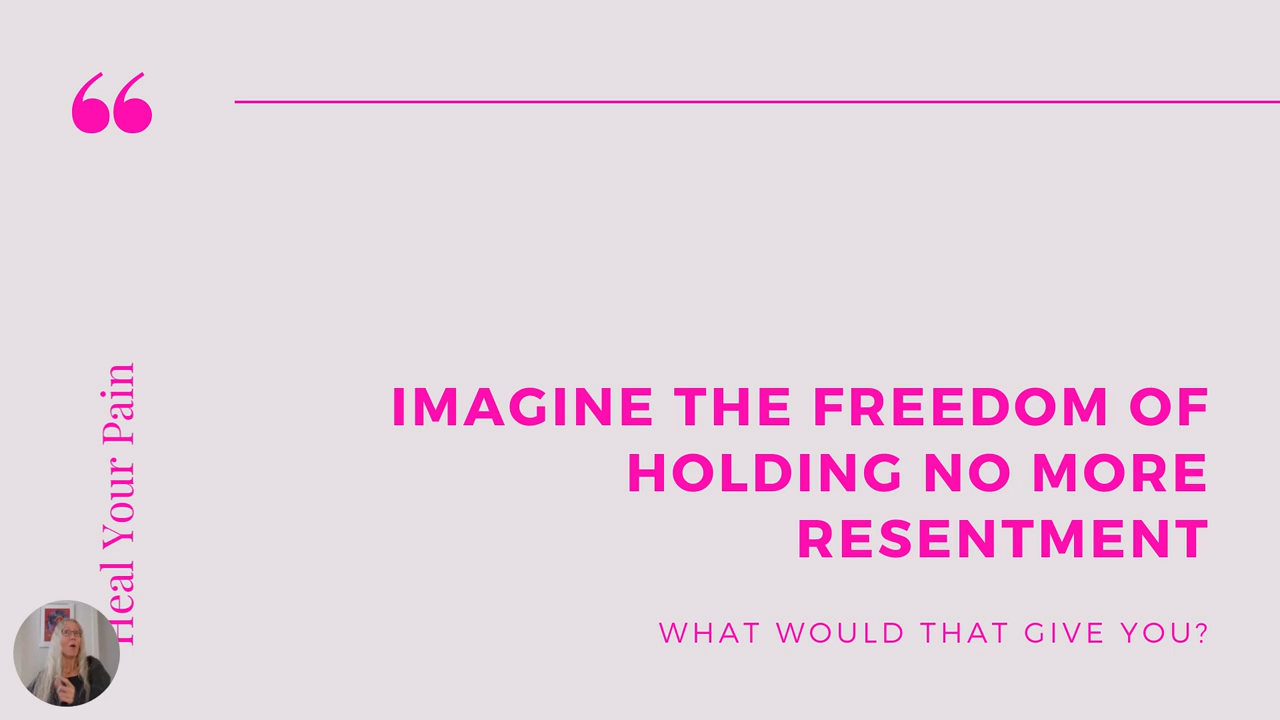 “
IMAGINE THE FREEDOM OF
HOLDING NO MORE
RESENTMENT
WHAT WOULD THAT GIVE YOU?
Heal Your Pain